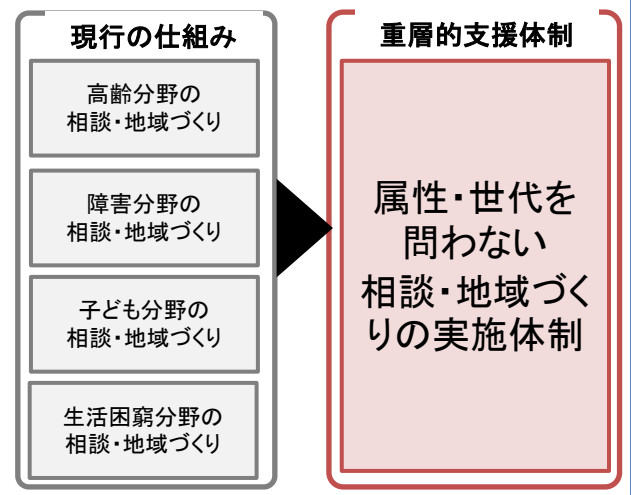 現行の仕組み
高齢分野の
相談・地域づくり
障害分野の
相談・地域づくり
子ども分野の
相談・地域づくり
生活困窮分野の
相談・地域づくり
重層的支援体制
属性・世代を
問わない
相談・地域づく
りの実施体制